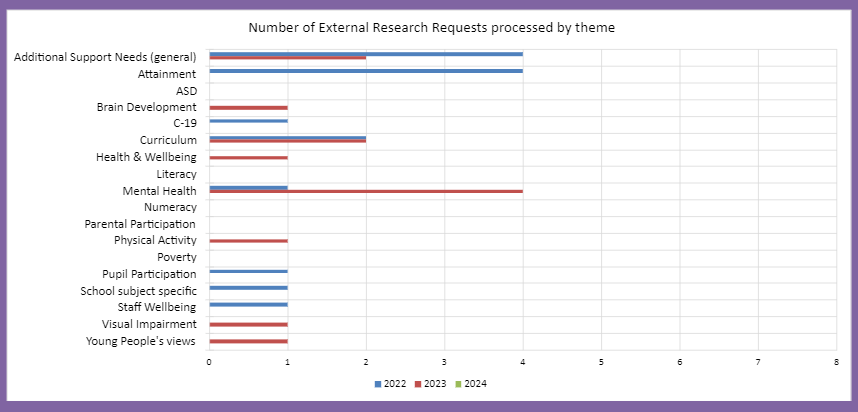 Number of External Research Requests processed by theme
Additional Support Needs (general)
Attainment
ASD
Brain Development
C-19
Curriculum
Health & Wellbeing
Literacy
Mental Health
Numeracy
Parental Participation
Physical Activity
Poverty
Pupil Participation
School subject specific
Staff Wellbeing
Visual Impairment
Young People's views
0 1 2 3 4 5 6 7 8
2022 2023 2024